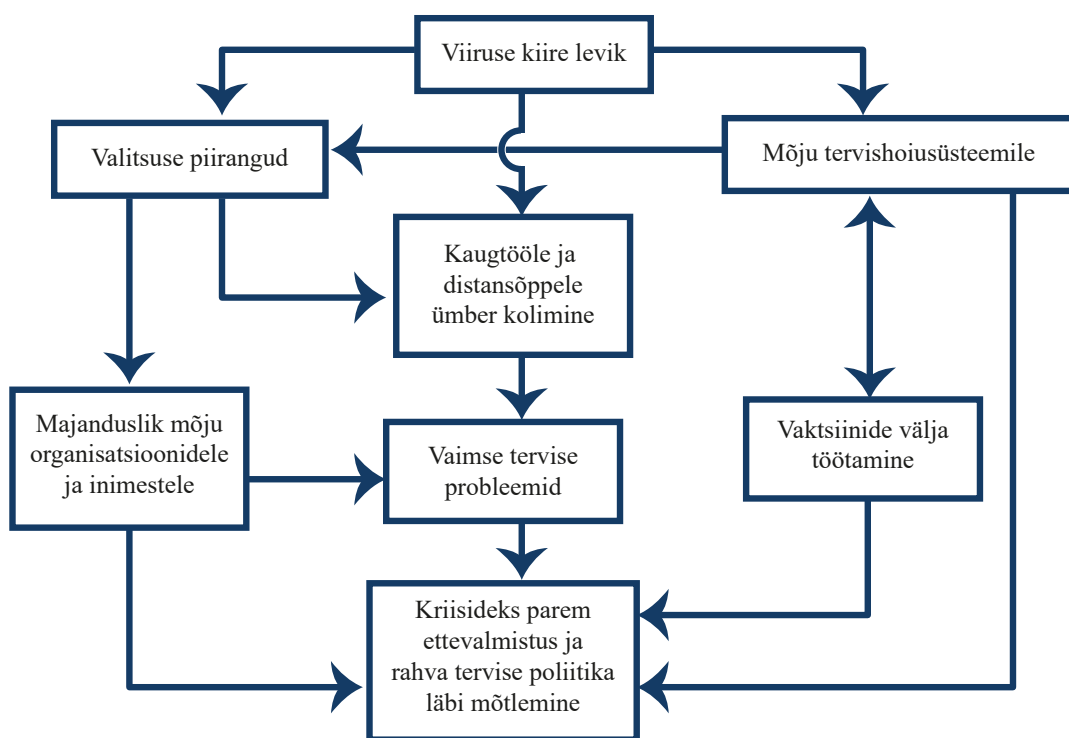 Viiruse kiire levik
Valitsuse piirangud
Mõju tervishoiusüsteemile
Kaugtööle ja
distansõppele
ümber kolimine
Majanduslik mõju
organisatsioonidele
ja inimestele
Vaimse tervise
probleemid
Vaktsiinide välja
töötamine
Kriisideks parem
ettevalmistus ja
rahva tervise poliitika
läbi mõtlemine